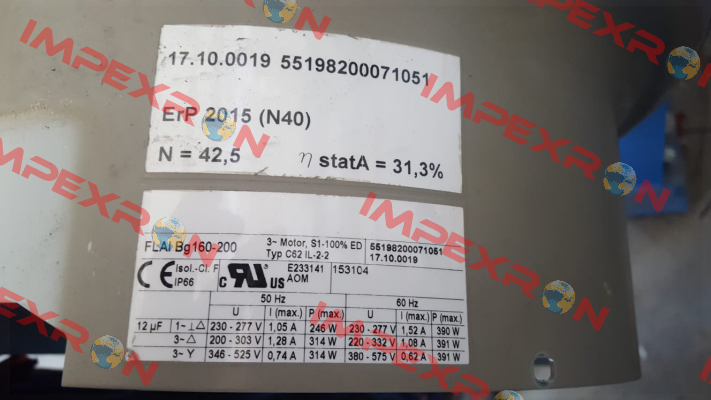 17.10.0019 55198200071051
ErP 2015 (N40)
N = 42,5 η statA = 31,3%
FLAI Bg160-200 3~ Motor, S1-100% ED 55198200071051
Typ C62 IL-2-2 17.10.0019
CE Isol.-Cl. F E233141 153104
IP66 c RU US AOM
50 Hz 60 Hz
U I (max.) P (max.) U I (max.) P (max.)
12 µF 1~ ⊥ △ 230 - 277 V 1,05 A 246 W 230 - 277 V 1,52 A 390 W
3~ △ 200 - 303 V 1,28 A 314 W 220 - 332 V 1,08 A 391 W
3~ Y 346 - 525 V 0,74 A 314 W 380 - 575 V 0,62 A 391 W
IMPEXRON
IMPEXRON
IMPEXRON
IMPEXRON
IMPEXRON
IMPEXRON